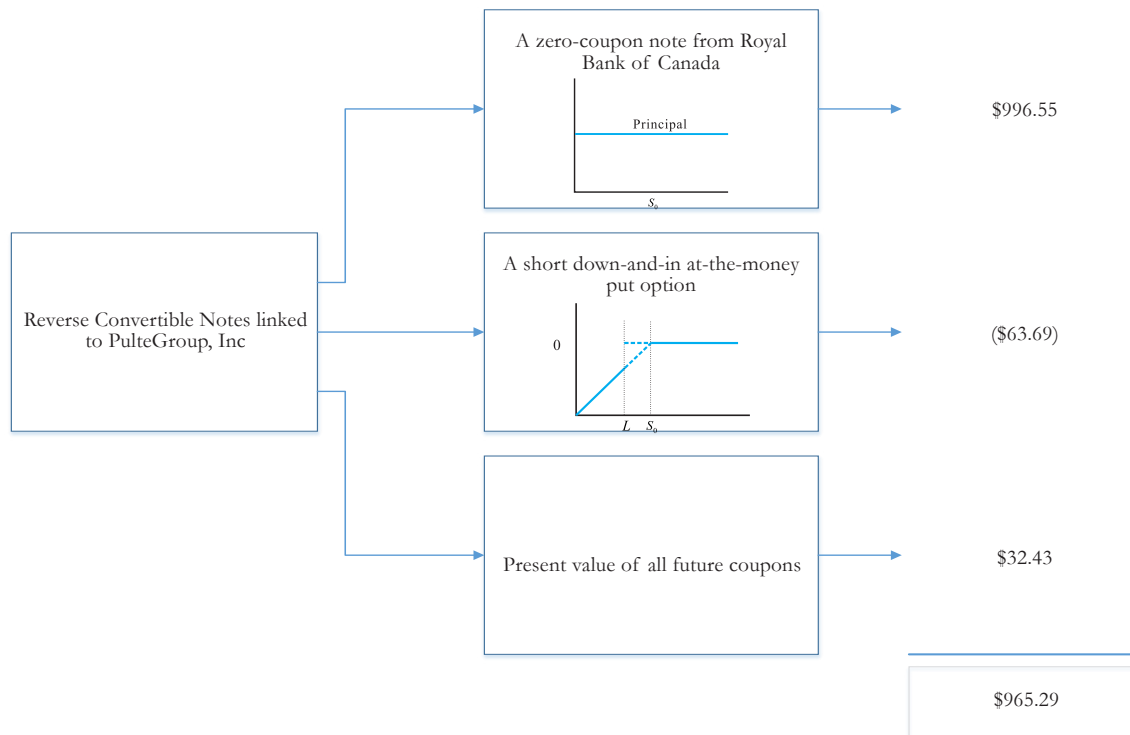 A zero-coupon note from Royal
Bank of Canada
Principal
S₀
$996.55
Reverse Convertible Notes linked
to PulteGroup, Inc
A short down-and-in at-the-money
put option
0
L S₀
($63.69)
Present value of all future coupons
$32.43
$965.29